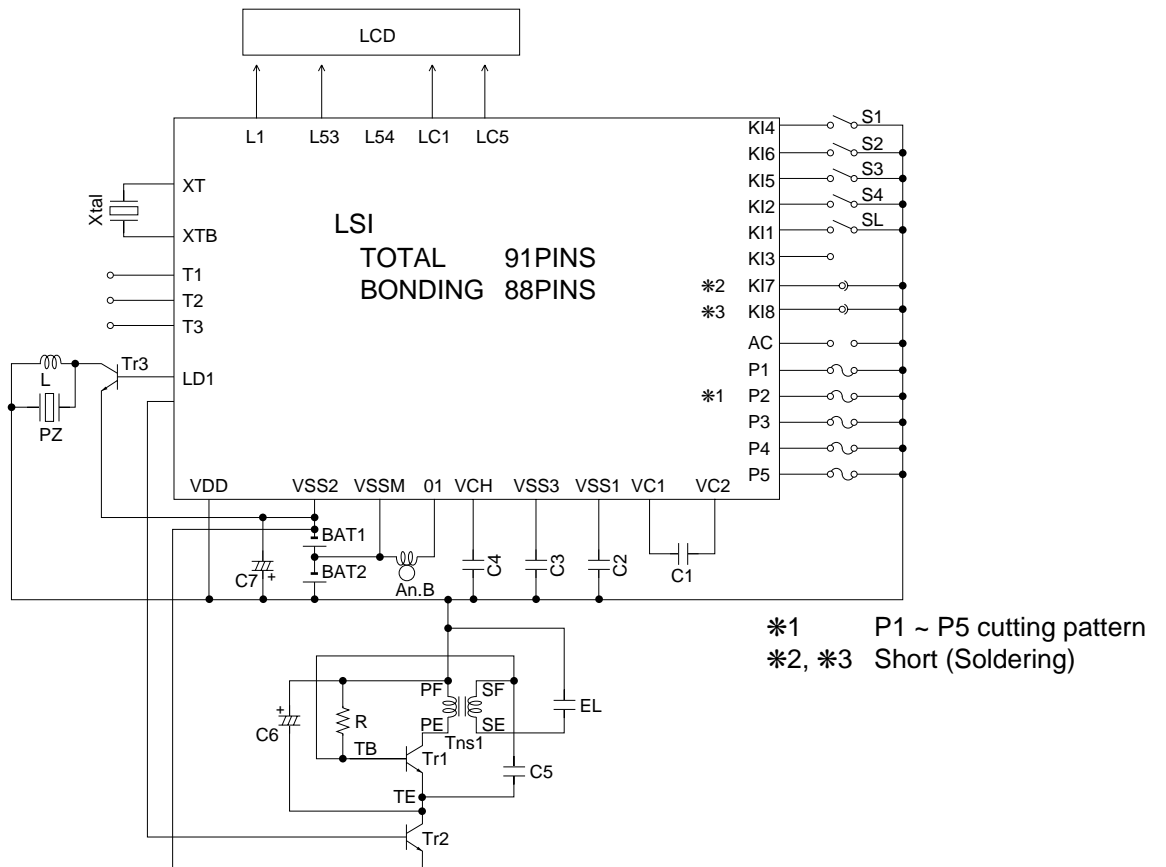 LCD
L1 L53 L54 LC1 LC5
KI4 S1
KI6 S2
KI5 S3
KI2 S4
KI1 SL
KI3
❋2 KI7
❋3 KI8
AC
P1
❋1 P2
P3
P4
P5
Xtal
XT
XTB
T1
T2
T3
LSI
TOTAL 91PINS
BONDING 88PINS
Tr3
LD1
L
PZ
VDD VSS2 VSSM 01 VCH VSS3 VSS1 VC1 VC2
BAT1
BAT2
C7 +
An.B
C4
C3
C2
C1
❋1 P1 ~ P5 cutting pattern
❋2, ❋3 Short (Soldering)
PF SF
EL
+
C6
R
PE SE
Tns1
TB
Tr1
C5
TE
Tr2